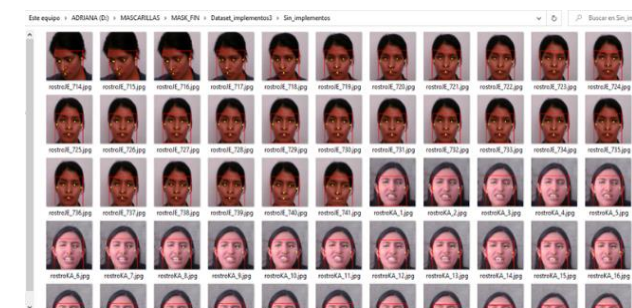 Este equipo > ADRIANA (D:) > MASCARILLAS > MASK_FIN > Dataset_implementos3 > Sin_implementos
Buscar en Sin_im
rostroJE_714.jpg rostroJE_715.jpg rostroJE_716.jpg rostroJE_717.jpg rostroJE_718.jpg rostroJE_719.jpg rostroJE_720.jpg rostroJE_721.jpg rostroJE_722.jpg rostroJE_723.jpg rostroJE_724.jpg
rostroJE_725.jpg rostroJE_726.jpg rostroJE_727.jpg rostroJE_728.jpg rostroJE_729.jpg rostroJE_730.jpg rostroJE_731.jpg rostroJE_732.jpg rostroJE_733.jpg rostroJE_734.jpg rostroJE_735.jpg
rostroJE_736.jpg rostroJE_737.jpg rostroJE_738.jpg rostroJE_739.jpg rostroJE_740.jpg rostroJE_741.jpg rostroKA_1.jpg rostroKA_2.jpg rostroKA_3.jpg rostroKA_4.jpg rostroKA_5.jpg
rostroKA_6.jpg rostroKA_7.jpg rostroKA_8.jpg rostroKA_9.jpg rostroKA_10.jpg rostroKA_11.jpg rostroKA_12.jpg rostroKA_13.jpg rostroKA_14.jpg rostroKA_15.jpg rostroKA_16.jpg